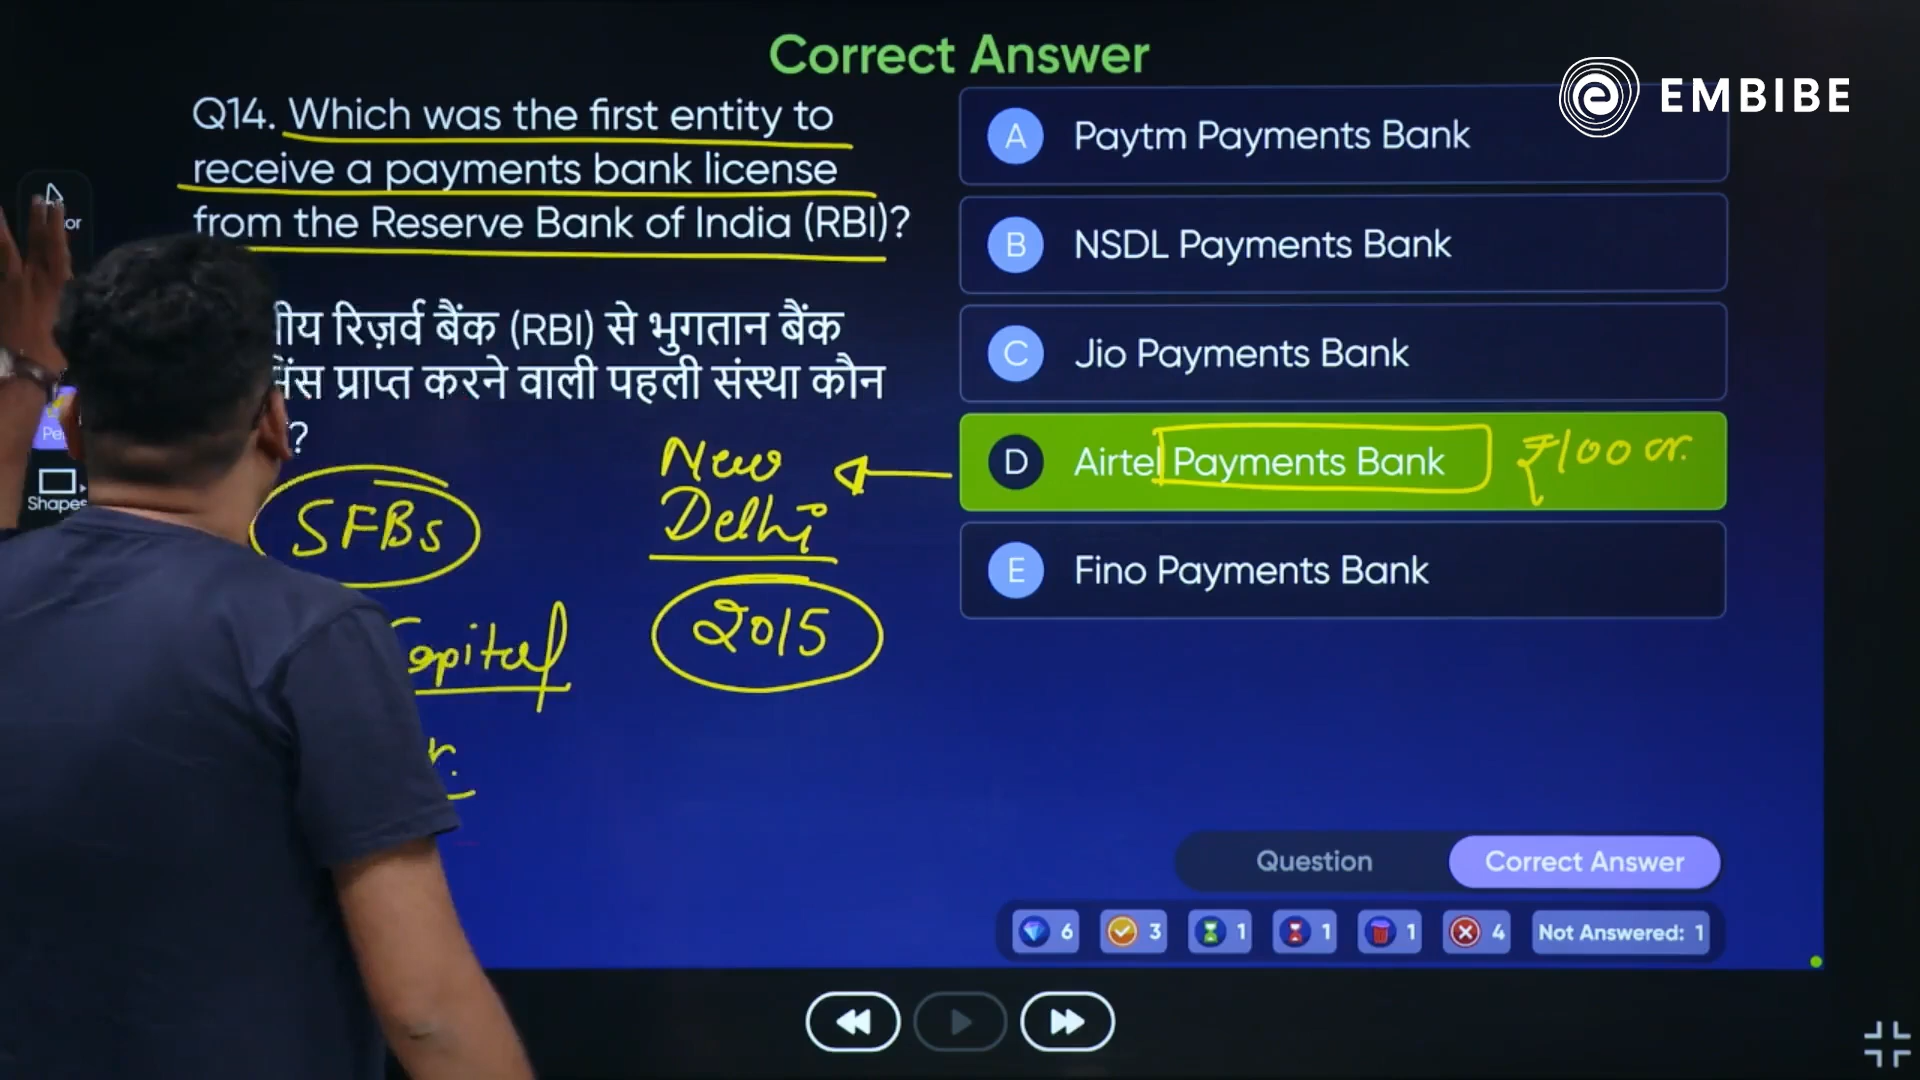 Correct Answer
EMBIBE
Q14. Which was the first entity to
receive a payments bank license
from the Reserve Bank of India (RBI)?
रिज़र्व बैंक (RBI) से भुगतान बैंक
प्राप्त करने वाली पहली संस्था कौन
?
A Paytm Payments Bank
B NSDL Payments Bank
C Jio Payments Bank
D Airtel Payments Bank ₹100 cr.
E Fino Payments Bank
New
Delhi
2015
SFBs
Capital
Shapes
Question
Correct Answer
6
3
1
1
1
4
Not Answered: 1